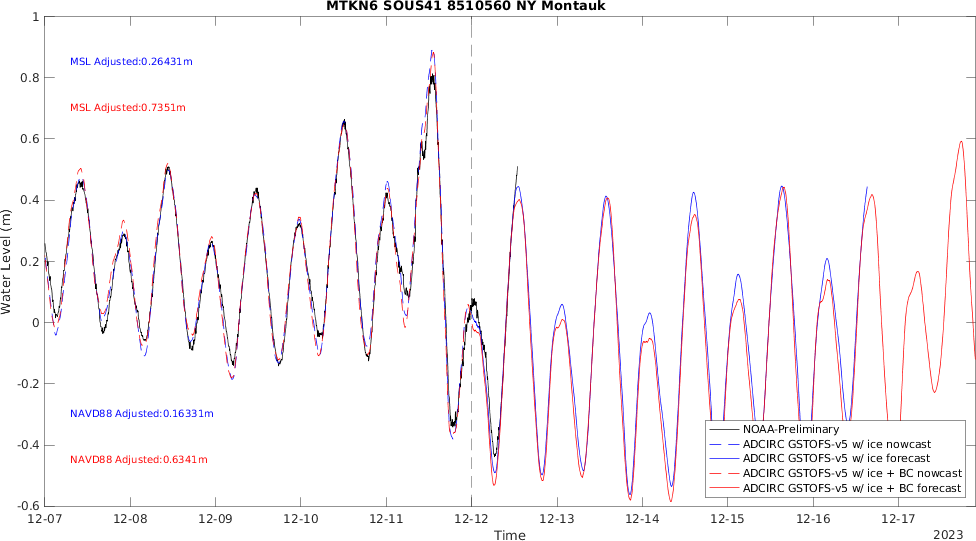 MTKN6 SOUS41 8510560 NY Montauk
1
0.8
0.6
0.4
0.2
0
-0.2
-0.4
-0.6
Water Level (m)
MSL Adjusted:0.26431m
MSL Adjusted:0.7351m
NAVD88 Adjusted:0.16331m
NAVD88 Adjusted:0.6341m
NOAA-Preliminary
ADCIRC GSTOFS-v5 w/ ice nowcast
ADCIRC GSTOFS-v5 w/ ice forecast
ADCIRC GSTOFS-v5 w/ ice + BC nowcast
ADCIRC GSTOFS-v5 w/ ice + BC forecast
12-07 12-08 12-09 12-10 12-11 12-12 12-13 12-14 12-15 12-16 12-17
Time
2023